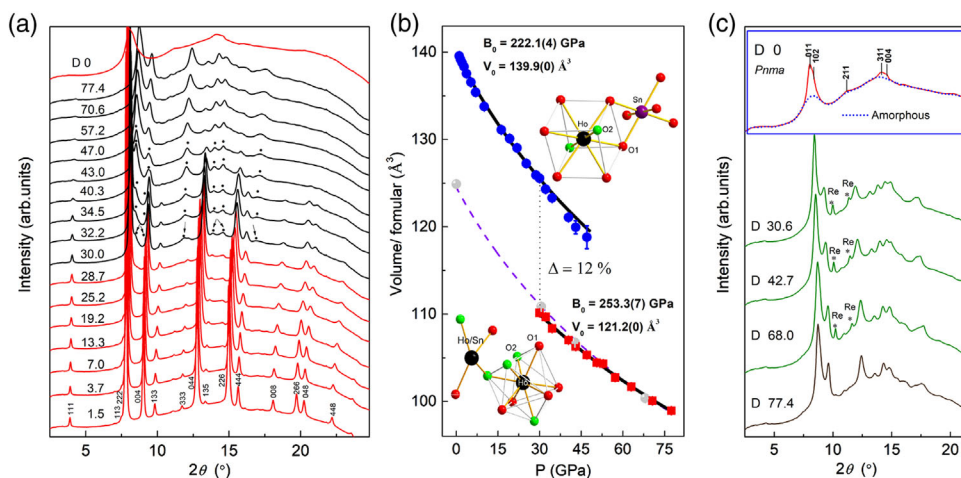 (a)
D 0
77.4
70.6
57.2
47.0
43.0
40.3
34.5
32.2
30.0
28.7
25.2
19.2
13.3
7.0
3.7
1.5
111
113
222
004
133
333
044
135
226
444
008
266
048
448
Intensity (arb.units)
5 10 15 20
2θ (°)
(b)
B0 = 222.1(4) GPa
V0 = 139.9(0) Å3
Sn
Ho
O2
O1
Δ = 12 %
B0 = 253.3(7) GPa
V0 = 121.2(0) Å3
Ho/Sn
O2
O1
Ho
Volume/ fomular (Å3)
140
130
120
110
100
0 15 30 45 60 75
P (GPa)
(c)
D 0
Pnma
011
102
211
311
004
Amorphous
Re
*
Re
*
D 30.6
Re
*
Re
*
D 42.7
Re
*
Re
*
D 68.0
D 77.4
Intensity (arb.units)
5 10 15 20
2θ (°)